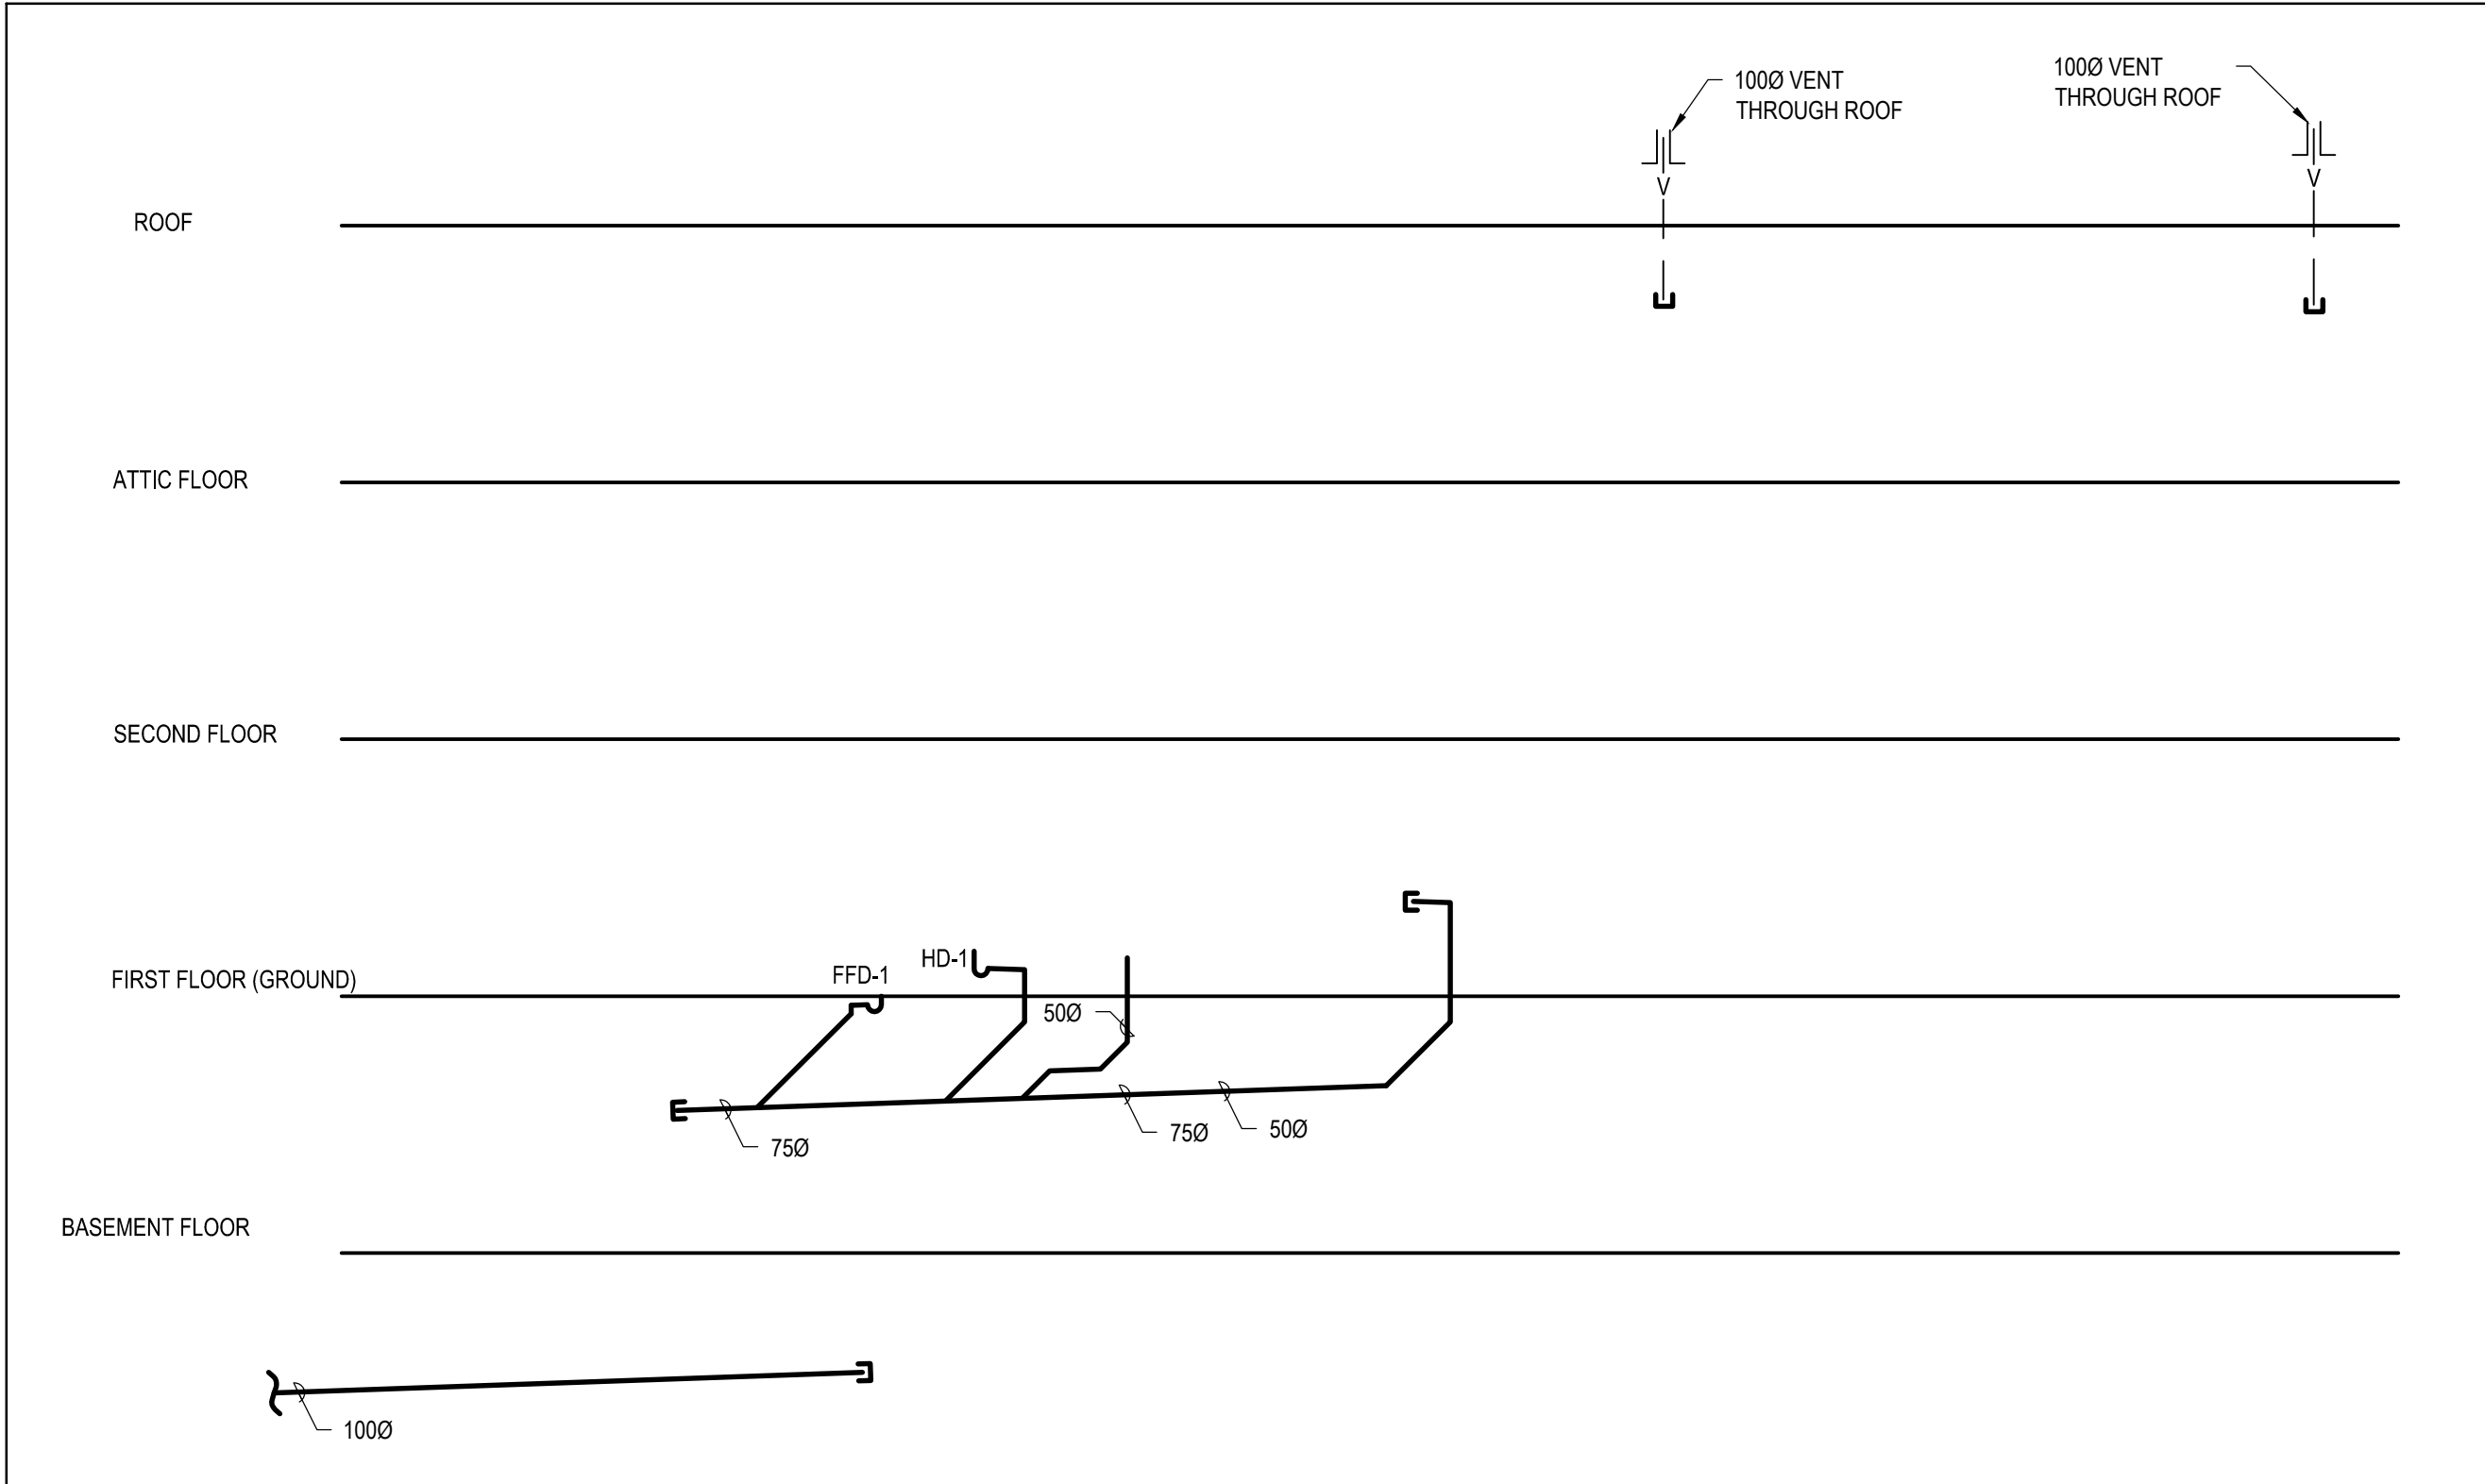 100Ø VENT
THROUGH ROOF
100Ø VENT
THROUGH ROOF
V
V
ROOF
ATTIC FLOOR
SECOND FLOOR
FIRST FLOOR (GROUND)
FFD-1
HD-1
50Ø
75Ø
75Ø
50Ø
BASEMENT FLOOR
100Ø